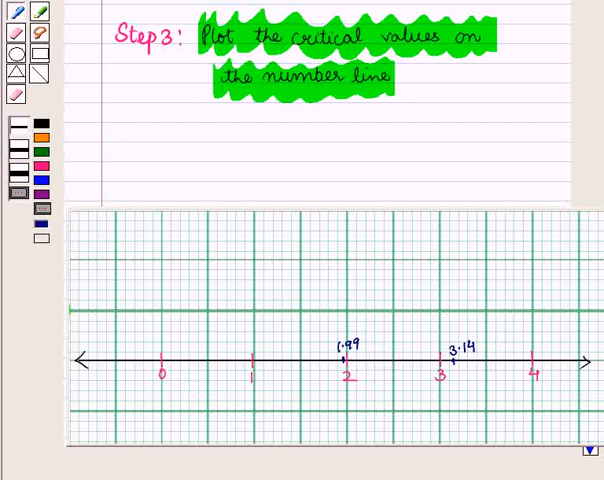 Step 3: Plot the critical values on
the number line
1.99 3.14
0 1 2 3 4